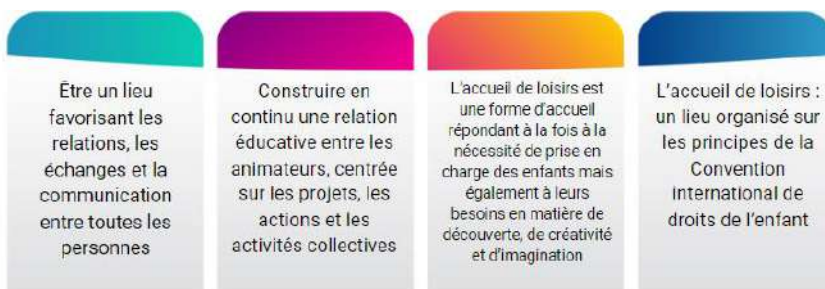 Être un lieu
favorisant les
relations, les
échanges et la
communication
entre toutes les
personnes
Construire en
continu une relation
éducative entre les
animateurs, centrée
sur les projets, les
actions et les
activités collectives
L'accueil de loisirs est
une forme d'accueil
répondant à la fois à la
nécessité de prise en
charge des enfants mais
également à leurs
besoins en matière de
découverte, de créativité
et d'imagination
L'accueil de loisirs :
un lieu organisé sur
les principes de la
Convention
international de
droits de l'enfant